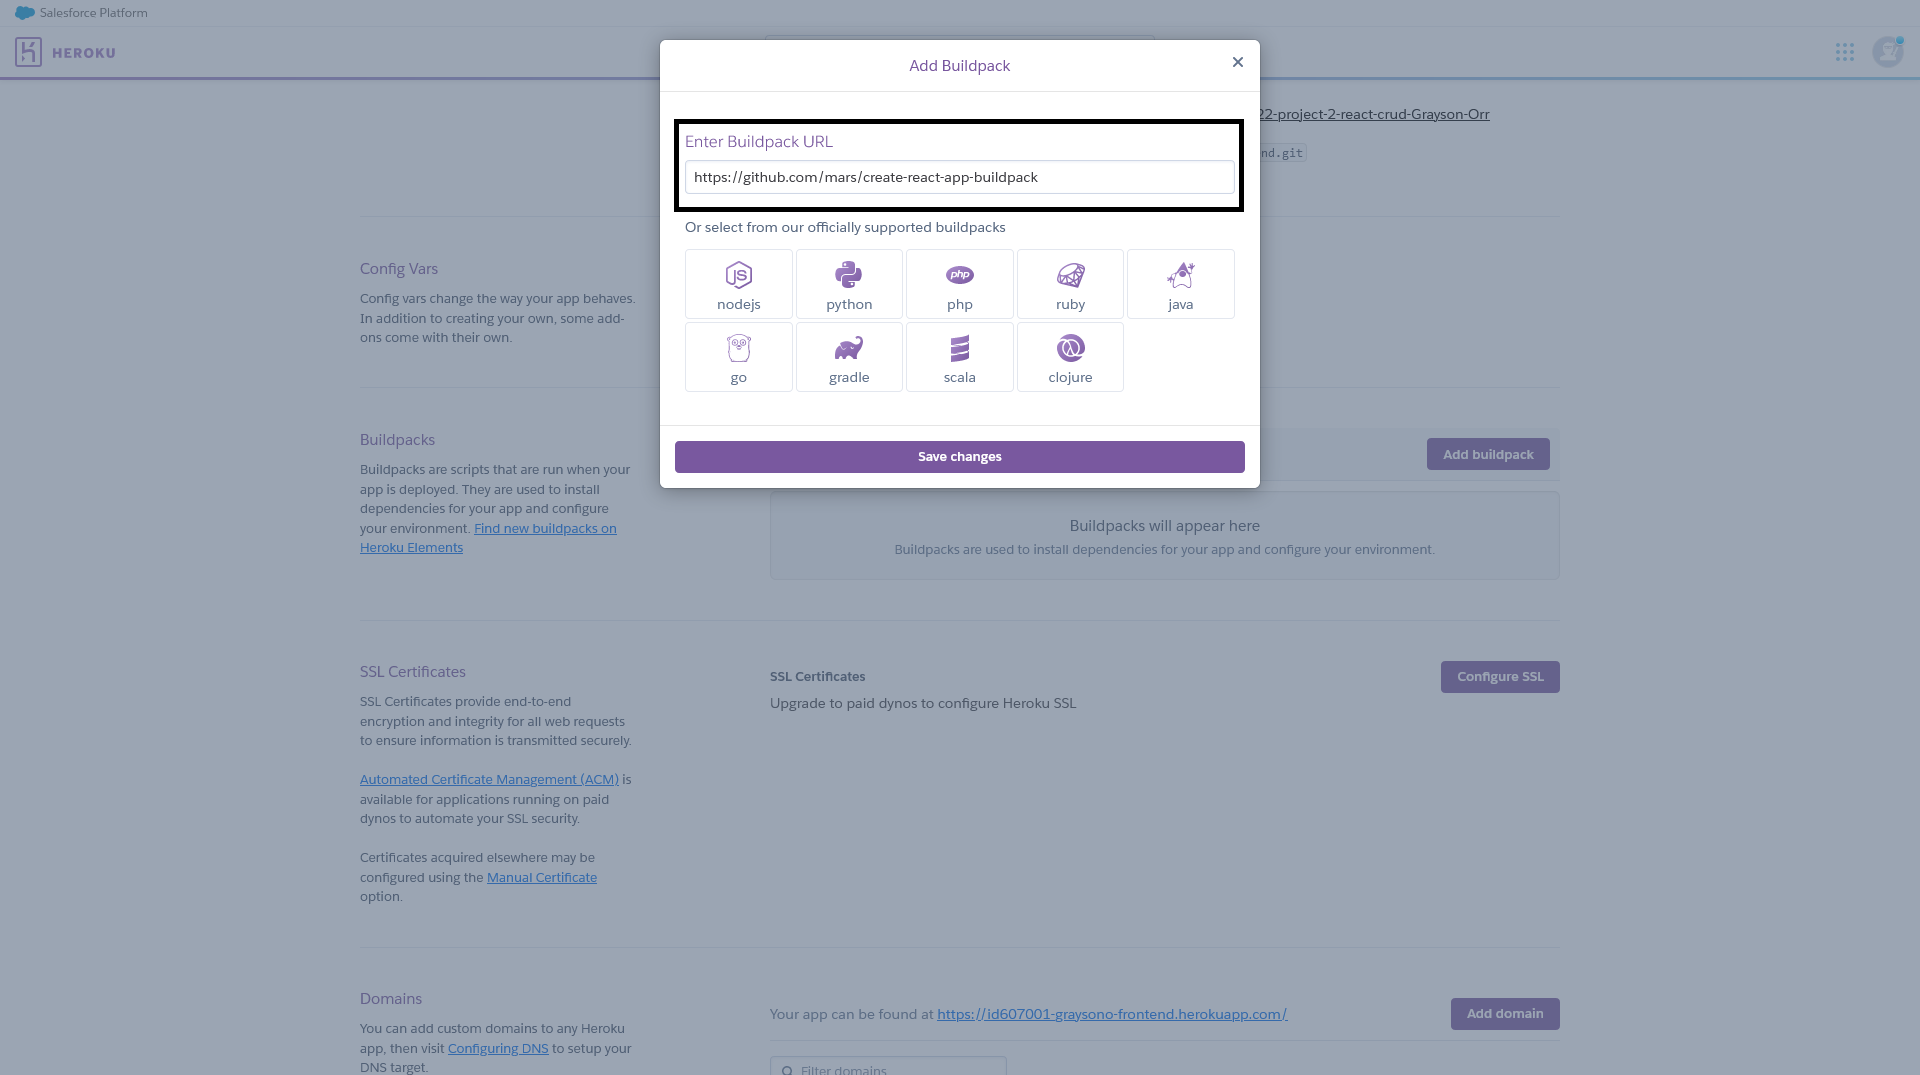 Salesforce Platform
HEROKU
Add Buildpack
22-project-2-react-crud-Grayson-Orr
nd.git
Enter Buildpack URL
https://github.com/mars/create-react-app-buildpack
Or select from our officially supported buildpacks
nodejs
python
php
ruby
java
go
gradle
scala
clojure
Save changes
Config Vars
Config vars change the way your app behaves.
In addition to creating your own, some add-
ons come with their own.
Buildpacks
Buildpacks are scripts that are run when your
app is deployed. They are used to install
dependencies for your app and configure
your environment. Find new buildpacks on
Heroku Elements
Add buildpack
Buildpacks will appear here
Buildpacks are used to install dependencies for your app and configure your environment.
SSL Certificates
SSL Certificates provide end-to-end
encryption and integrity for all web requests
to ensure information is transmitted securely.
Automated Certificate Management (ACM) is
available for applications running on paid
dynos to automate your SSL security.
Certificates acquired elsewhere may be
configured using the Manual Certificate
option.
SSL Certificates
Upgrade to paid dynos to configure Heroku SSL
Configure SSL
Domains
You can add custom domains to any Heroku
app, then visit Configuring DNS to setup your
DNS target.
Your app can be found at https://id607001-graysono-frontend.herokuapp.com/
Add domain
Filter domains